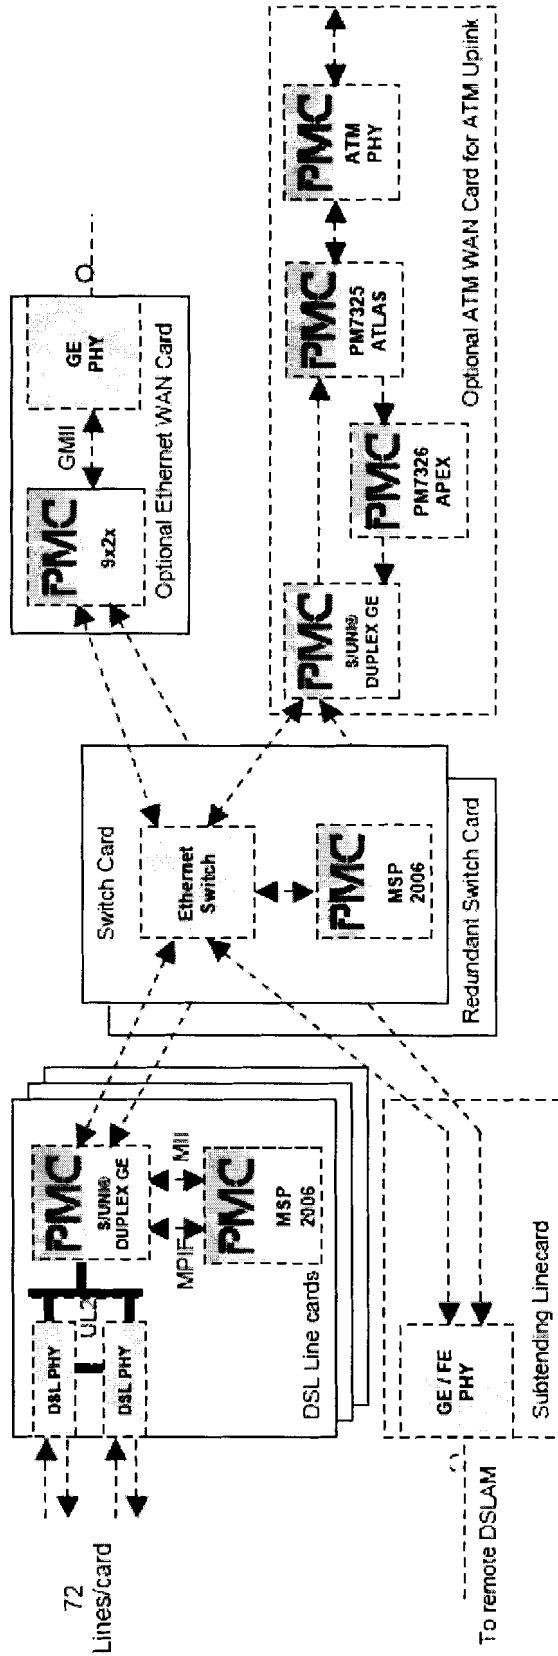 72
Lines/card
DSL PHY
DSL PHY
UL2
PMC
S/UNI®
DUPLEX GE
MPIF
MII
PMC
MSP
2006
DSL Line cards
To remote DSLAM
GE / FE
PHY
Subtending Linecard
Switch Card
Ethernet
Switch
PMC
MSP
2006
Redundant Switch Card
PMC
9x2x
GMII
GE
PHY
Optional Ethernet WAN Card
PMC
S/UNI®
DUPLEX GE
PMC
PM7326
APEX
PMC
PM7325
ATLAS
PMC
ATM
PHY
Optional ATM WAN Card for ATM Uplink